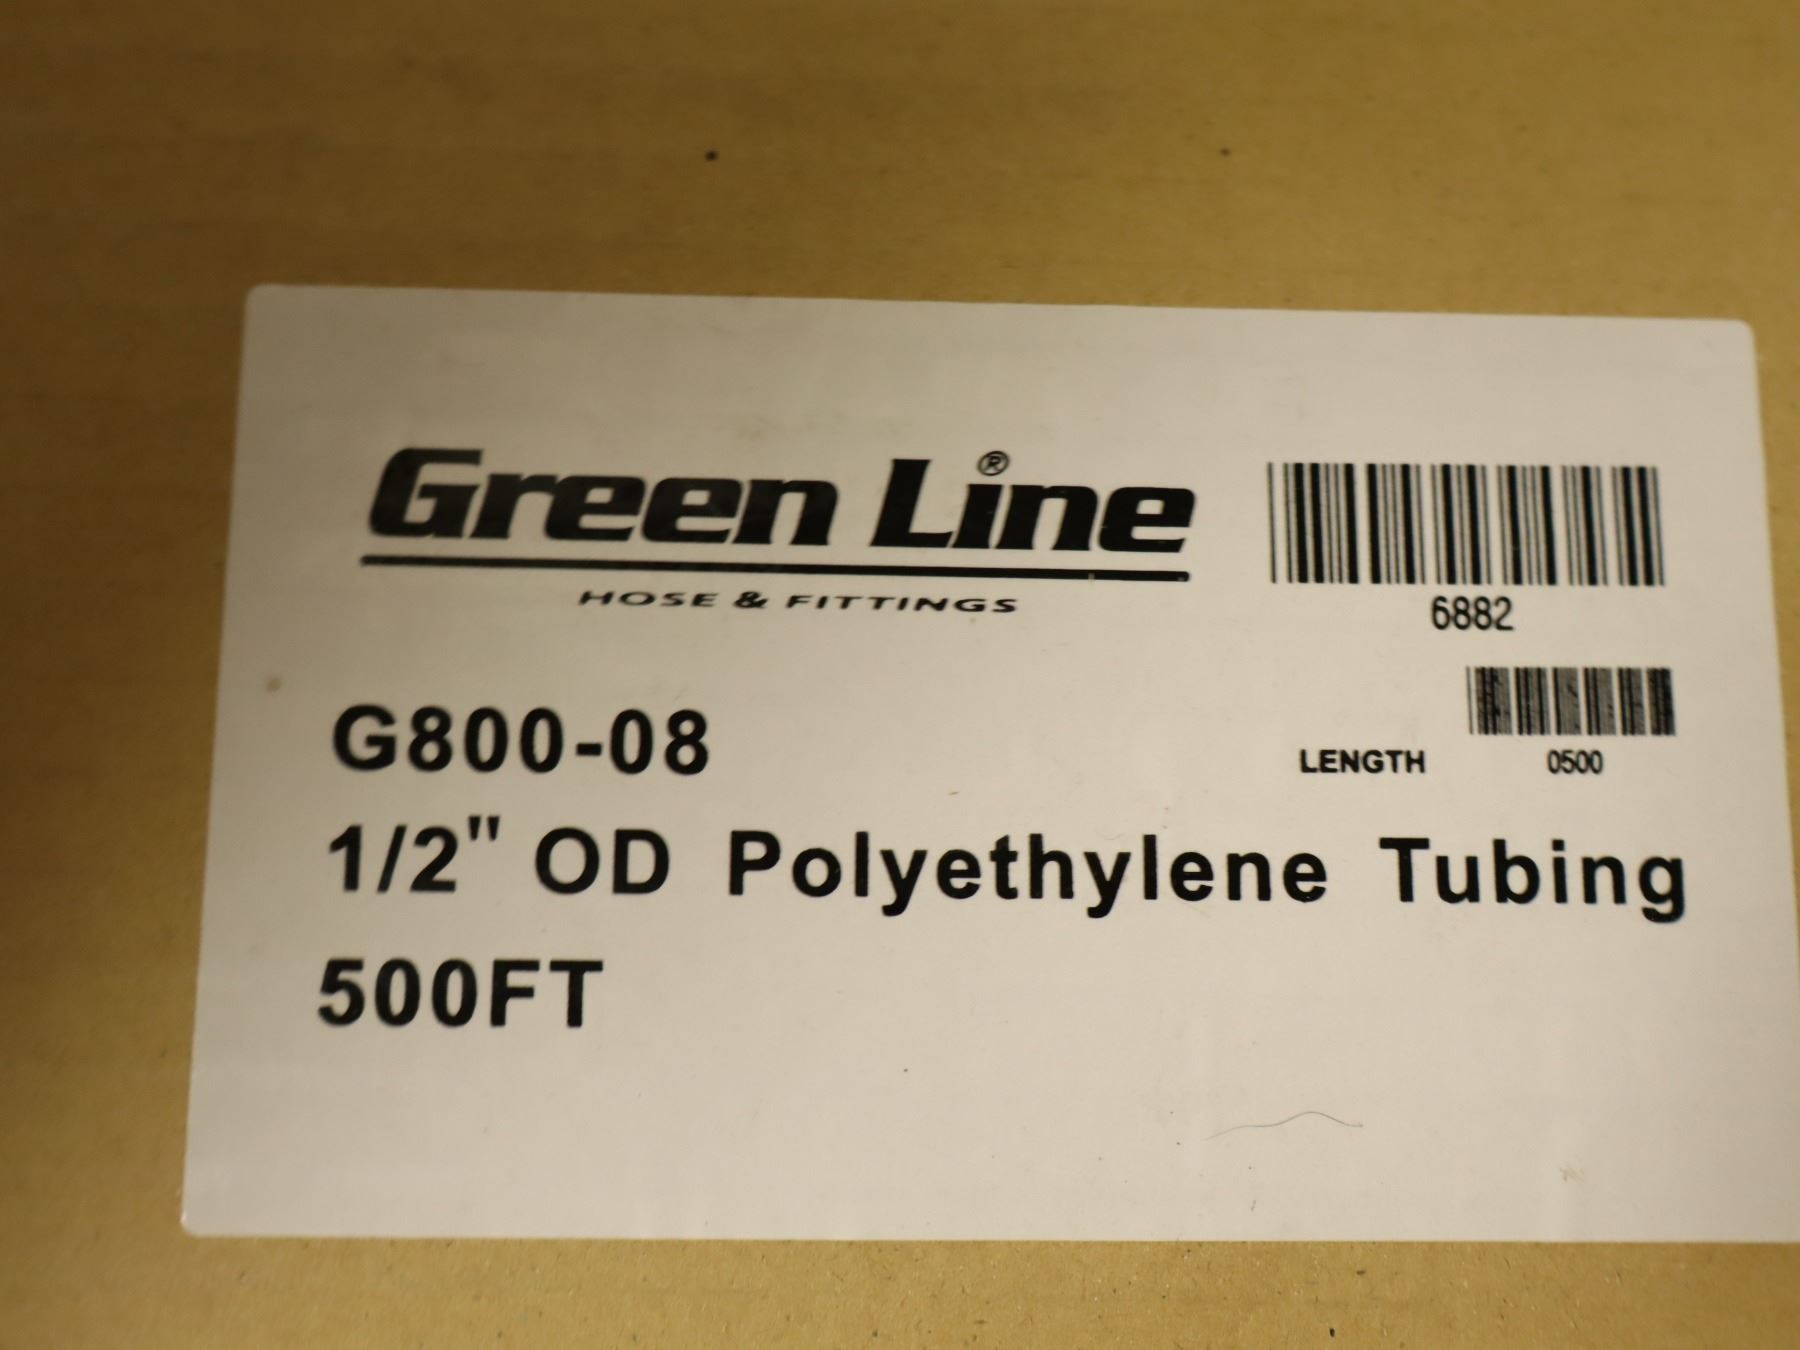 Green Line®
HOSE & FITTINGS
6882
LENGTH 0500
G800-08
1/2" OD Polyethylene Tubing
500FT